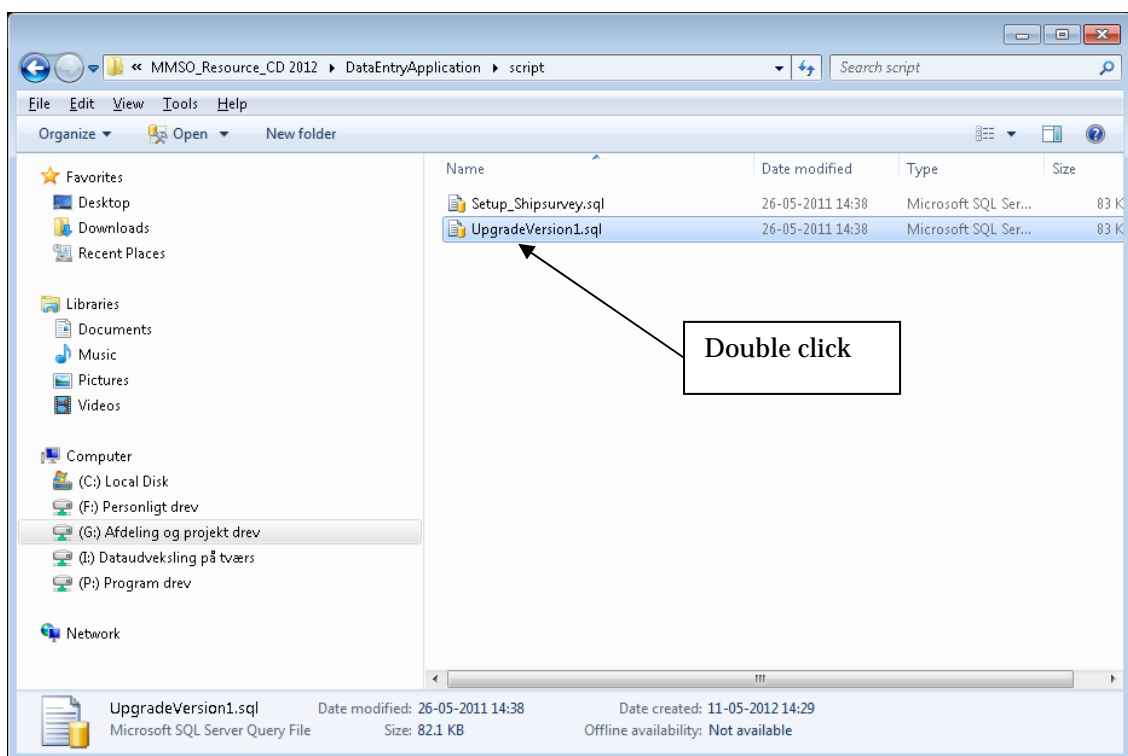 « MMSO_Resource_CD 2012 ▸ DataEntryApplication ▸ script
Search script
File Edit View Tools Help
Organize Open New folder
Favorites
Desktop
Downloads
Recent Places
Libraries
Documents
Music
Pictures
Videos
Computer
(C:) Local Disk
(F:) Personligt drev
(G:) Afdeling og projekt drev
(I:) Dataudveksling på tværs
(P:) Program drev
Network
Name Date modified Type Size
Setup_Shipsurvey.sql 26-05-2011 14:38 Microsoft SQL Ser... 83 K
UpgradeVersion1.sql 26-05-2011 14:38 Microsoft SQL Ser... 83 K
Double click
UpgradeVersion1.sql Date modified: 26-05-2011 14:38 Date created: 11-05-2012 14:29
Microsoft SQL Server Query File Size: 82.1 KB Offline availability: Not available